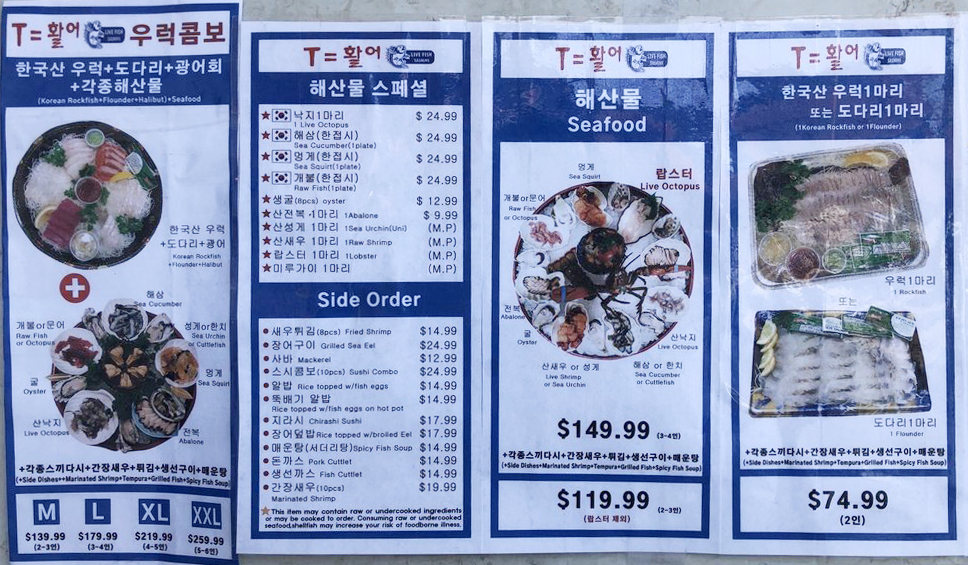 T=활어 LIVE FISH SASHIMI 우럭콤보
한국산 우럭+도다리+광어회
+각종해산물
(Korean Rockfish+Flounder+Halibut)+Seafood
한국산 우럭
+도다리+광어
Korean Rockfish
+Flounder+Halibut
해삼
Sea Cucumber
개불or문어
Raw Fish
or Octopus
성게or한치
Sea Urchin
or Cuttlefish
굴
Oyster
멍게
Sea Squirt
산낙지
Live Octopus
전복
Abalone
+각종스끼다시+간장새우+튀김+생선구이+매운탕
(+Side Dishes++Marinated Shrimp+Tempura+Grilled Fish+Spicy Fish Soup)
M L XL XXL
$139.99 $179.99 $219.99 $259.99
(2-3인) (3-4인) (4-5인) (5-6인)
T=활어 LIVE FISH SASHIMI
해산물 스페셜
낙지1마리 $ 24.99
1 Live Octopus
해삼(한접시) $ 24.99
Sea Cucumber(1plate)
멍게(한접시) $ 24.99
Sea Squirt(1plate)
개불(한접시) $ 24.99
Raw Fish(1plate)
생굴(8pcs) oyster $ 12.99
산전복 1마리 1Abalone $ 9.99
산성게 1마리 1Sea Urchin(Uni) (M.P)
산새우 1마리 1Raw Shrimp (M.P)
랍스터 1마리 1Lobster (M.P)
미루가이 1마리 (M.P)
Side Order
새우튀김(8pcs) Fried Shrimp $14.99
장어구이 Grilled Sea Eel $24.99
사바 Mackerel $12.99
스시콤보(10pcs) Sushi Combo $24.99
알밥 Rice topped w/fish eggs $14.99
뚝배기 알밥
Rice topped w/fish eggs on hot pot
지라시 Chirashi Sushi $17.99
장어덮밥 Rice topped w/broiled Eel $17.99
매운탕(서더리탕)Spicy Fish Soup $14.99
돈까스 Pork Cuttlet $14.99
생선까스 Fish Cuttlet $14.99
간장새우(10pcs) $19.99
Marinated Shrimp
This item may contain raw or undercooked ingredients
or may be cooked to order. Consuming raw or undercooked
seafood,shellfish may increase your risk of foodborne illness.
T=활어 LIVE FISH SASHIMI
해산물
Seafood
멍게
Sea Squirt
랍스터
Live Octopus
개불or문어
Raw Fish
or Octopus
전복
Abalone
굴
Oyster
산낙지
Live Octopus
산새우 or 성게
Live Shrimp
or Sea Urchin
해삼 or 한치
Sea Cucumber
or Cuttlefish
$149.99 (3-4인)
+각종스끼다시+간장새우+튀김+생선구이+매운탕
(+Side Dishes+Marinated Shrimp+Tempura+Grilled Fish+Spicy Fish Soup)
$119.99 (2-3인)
(랍스터 제외)
T=활어 LIVE FISH SASHIMI
한국산 우럭1마리
또는 도다리1마리
(1Korean Rockfish or 1Flounder)
우럭1마리
1 Rockfish
또는
도다리1마리
1 Flounder
+각종스끼다시+간장새우+튀김+생선구이+매운탕
(+Side Dishes+Marinated Shrimp+Tempura+Grilled Fish+Spicy Fish Soup)
$74.99
(2인)